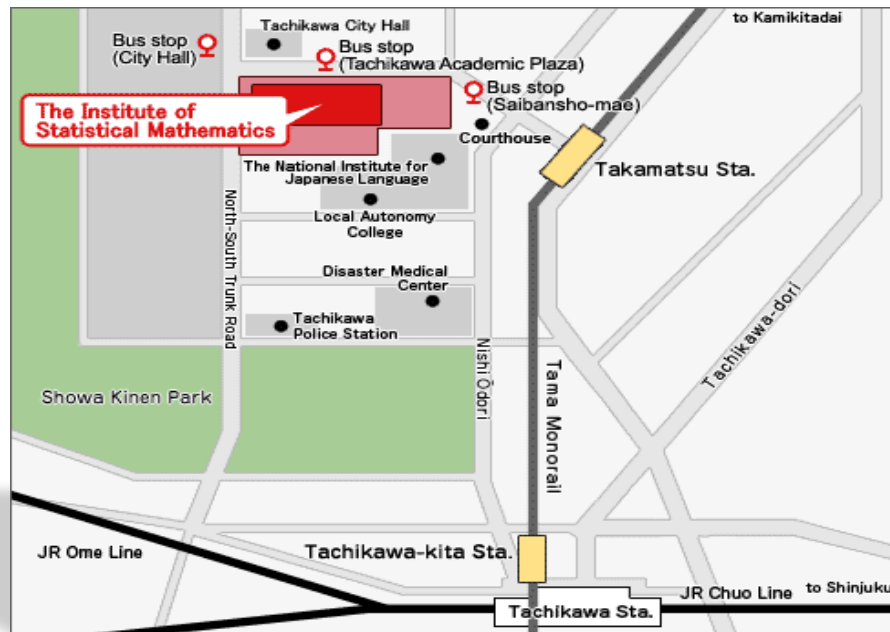 to Kamikitadai
Tachikawa City Hall
Bus stop
(City Hall)
Bus stop
(Tachikawa Academic Plaza)
Bus stop
(Saibansho-mae)
The Institute of
Statistical Mathematics
Courthouse
The National Institute for
Japanese Language
Takamatsu Sta.
Local Autonomy
College
North-South Trunk Road
Disaster Medical
Center
Tachikawa
Police Station
Nishi Ōdori
Tama Monorail
Tachikawa-dori
Showa Kinen Park
JR Ome Line
Tachikawa-kita Sta.
JR Chuo Line
to Shinjuku
Tachikawa Sta.